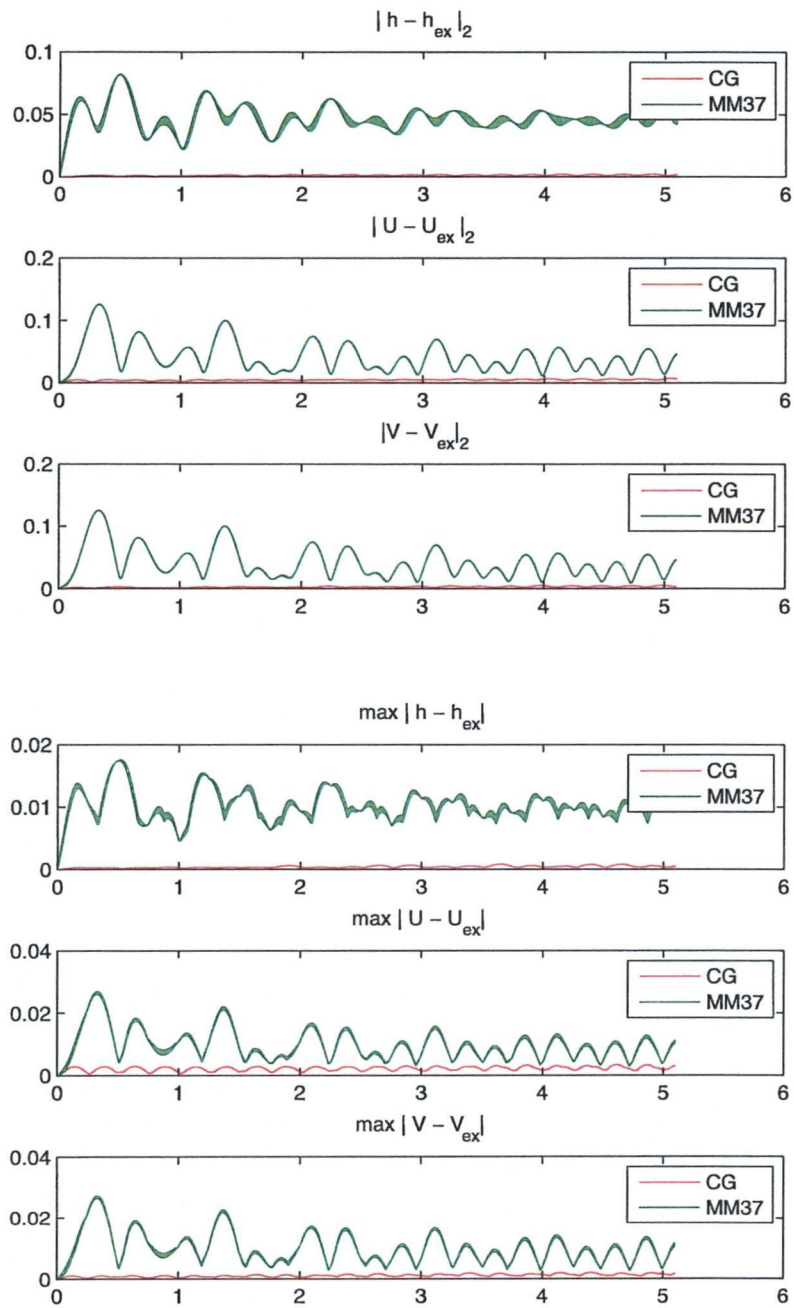 | h − h_ex |_2
0.1
0.05
0
CG
MM37
0 1 2 3 4 5 6
| U − U_ex |_2
0.2
0.1
0
CG
MM37
0 1 2 3 4 5 6
|V − V_ex|_2
0.2
0.1
0
CG
MM37
0 1 2 3 4 5 6
max | h − h_ex|
0.02
0.01
0
CG
MM37
0 1 2 3 4 5 6
max | U − U_ex|
0.04
0.02
0
CG
MM37
0 1 2 3 4 5 6
max | V − V_ex|
0.04
0.02
0
CG
MM37
0 1 2 3 4 5 6